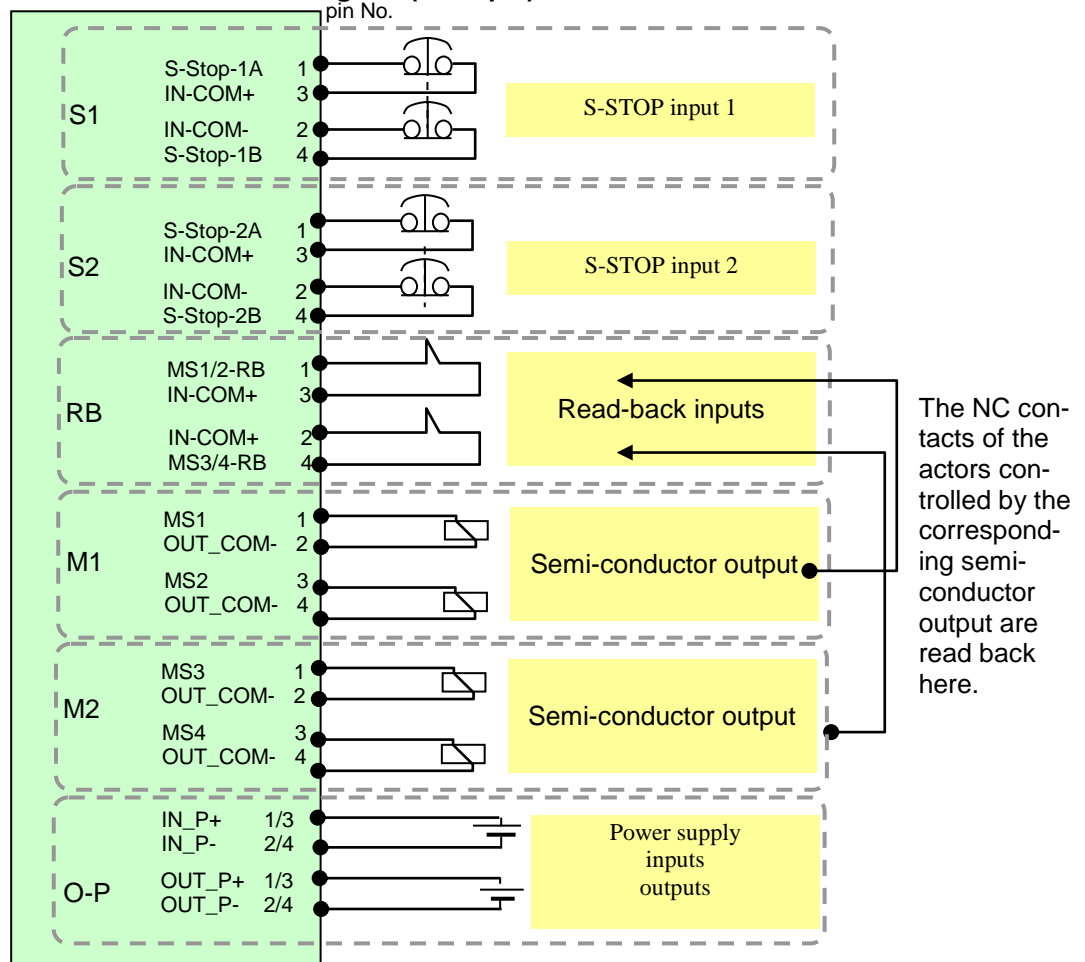 pin No.
S1
S-Stop-1A 1
IN-COM+ 3
IN-COM- 2
S-Stop-1B 4
S-STOP input 1
S2
S-Stop-2A 1
IN-COM+ 3
IN-COM- 2
S-Stop-2B 4
S-STOP input 2
RB
MS1/2-RB 1
IN-COM+ 3
IN-COM+ 2
MS3/4-RB 4
Read-back inputs
The NC con-
tacts of the
actors con-
trolled by the
correspond-
ing semi-
conductor
output are
read back
here.
M1
MS1 1
OUT_COM- 2
MS2 3
OUT_COM- 4
Semi-conductor output
M2
MS3 1
OUT_COM- 2
MS4 3
OUT_COM- 4
Semi-conductor output
O-P
IN_P+ 1/3
IN_P- 2/4
OUT_P+ 1/3
OUT_P- 2/4
Power supply
inputs
outputs